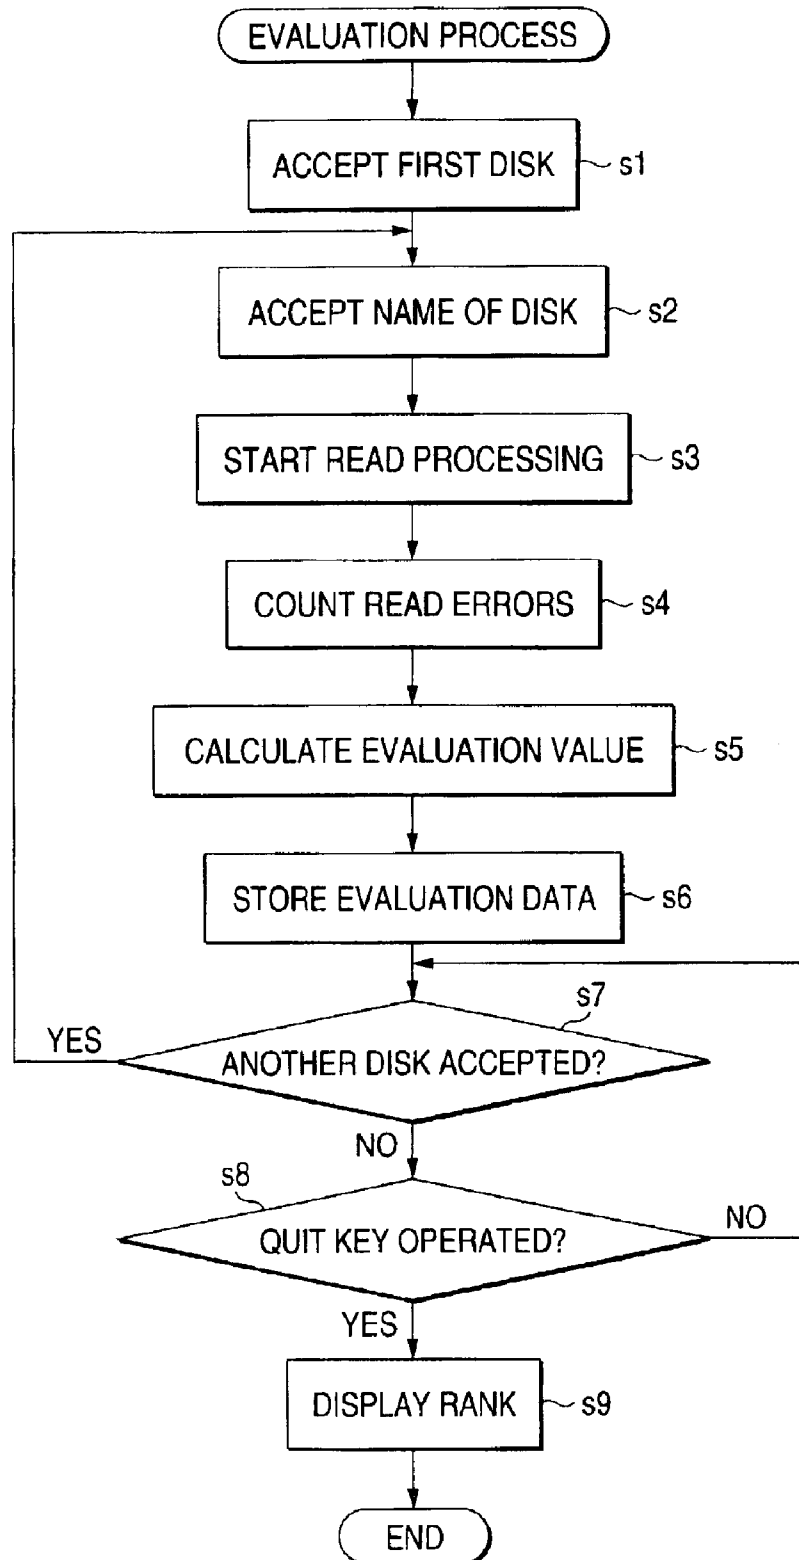 EVALUATION PROCESS
ACCEPT FIRST DISK
s1
ACCEPT NAME OF DISK
s2
START READ PROCESSING
s3
COUNT READ ERRORS
s4
CALCULATE EVALUATION VALUE
s5
STORE EVALUATION DATA
s6
s7
YES
ANOTHER DISK ACCEPTED?
NO
s8
QUIT KEY OPERATED?
NO
YES
DISPLAY RANK
s9
END